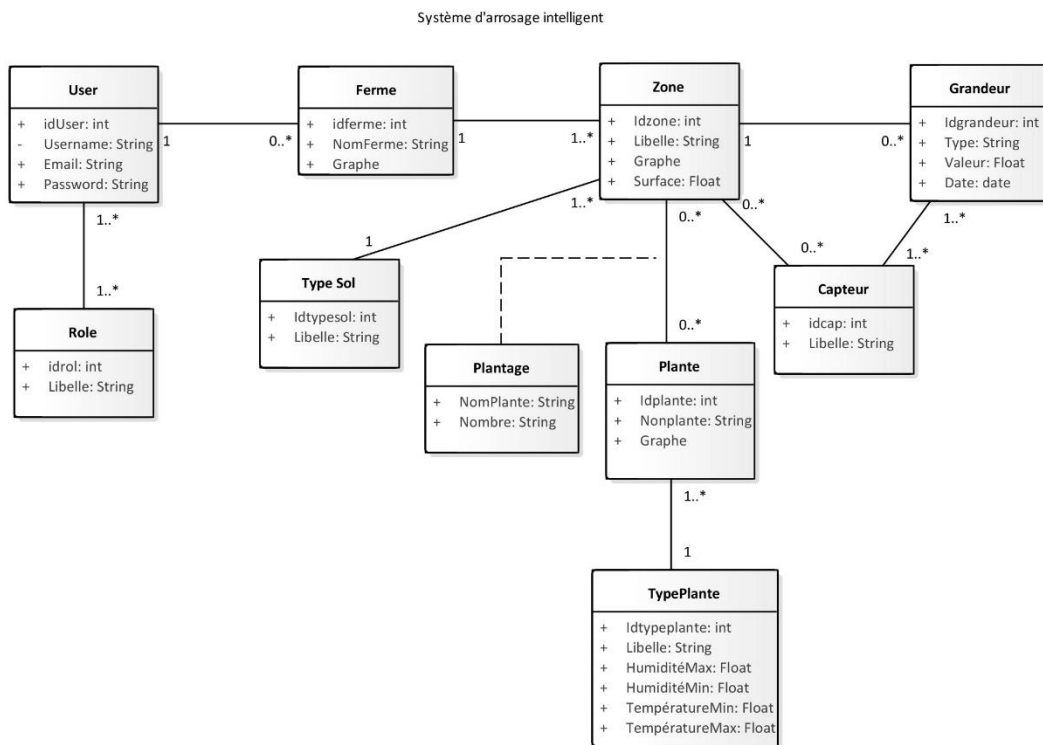 Système d'arrosage intelligent
User
+ idUser: int
- Username: String
+ Email: String
+ Password: String
1
0..*
Ferme
+ idferme: int
+ NomFerme: String
+ Graphe
1
1..*
Zone
+ Idzone: int
+ Libelle: String
+ Graphe
+ Surface: Float
1
0..*
Grandeur
+ Idgrandeur: int
+ Type: String
+ Valeur: Float
+ Date: date
1..*
1..*
1
1..*
0..*
0..*
0..*
0..*
1..*
1..*
Role
+ idrol: int
+ Libelle: String
Type Sol
+ Idtypesol: int
+ Libelle: String
Capteur
+ idcap: int
+ Libelle: String
Plantage
+ NomPlante: String
+ Nombre: String
Plante
+ Idplante: int
+ Nonplante: String
+ Graphe
1..*
1
TypePlante
+ Idtypeplante: int
+ Libelle: String
+ HumiditéMax: Float
+ HumiditéMin: Float
+ TempératureMin: Float
+ TempératureMax: Float